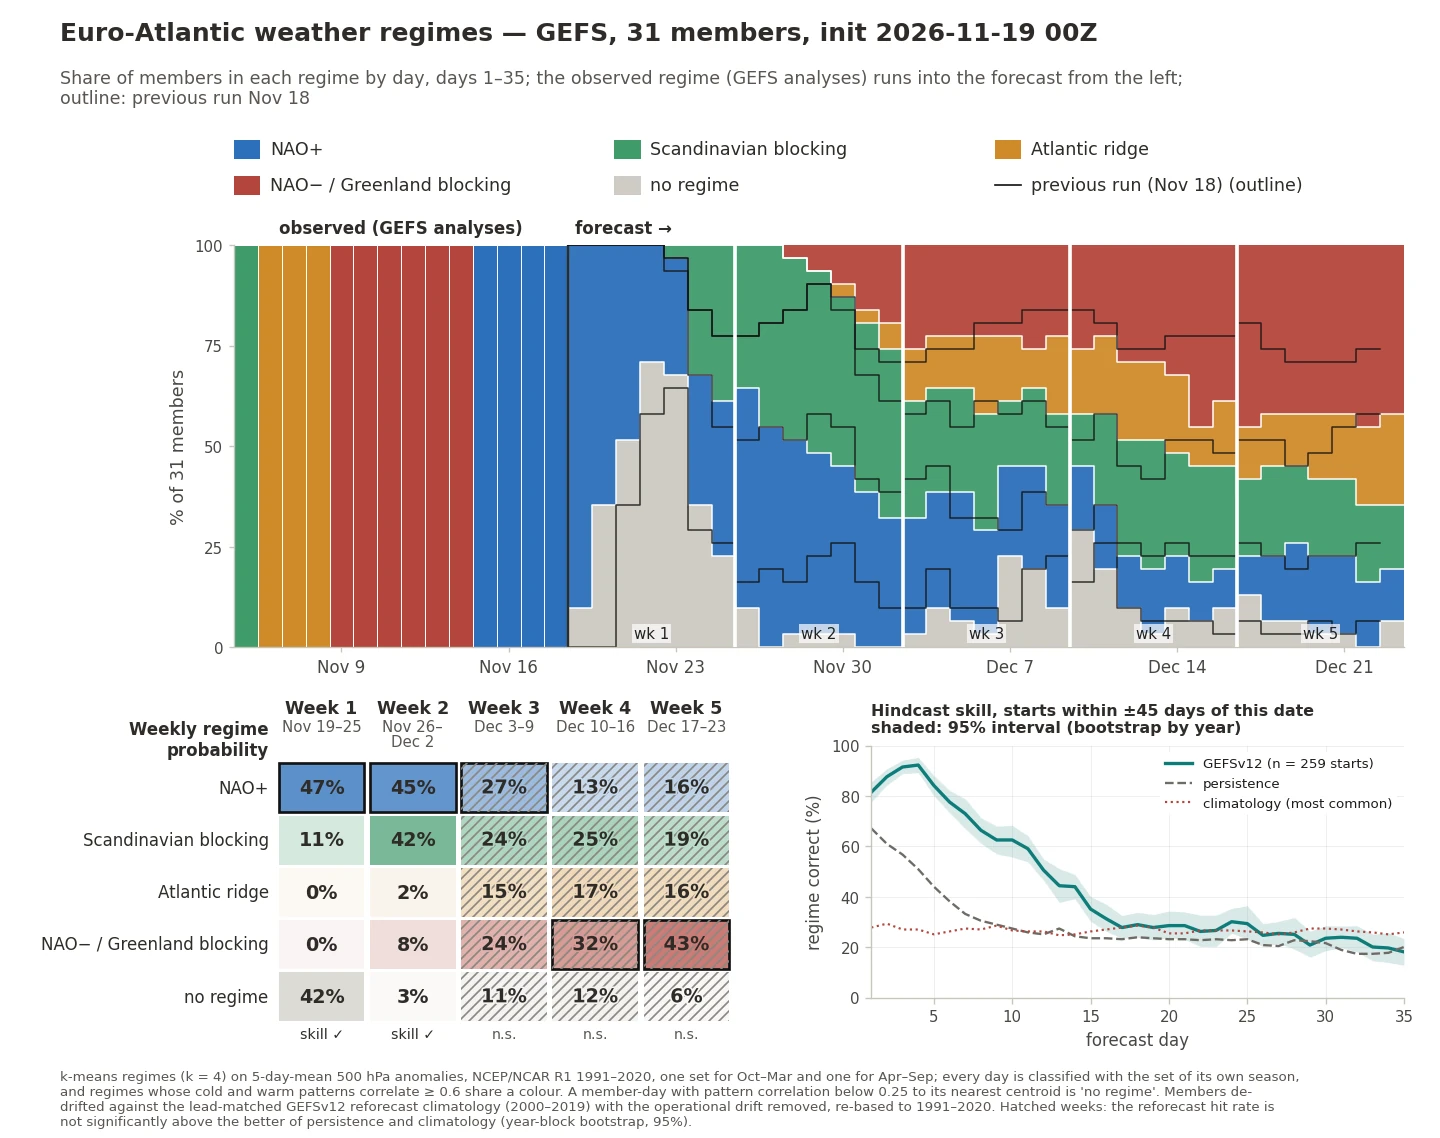 Euro-Atlantic weather regimes — GEFS, 31 members, init 2026-11-19 00Z
Share of members in each regime by day, days 1–35; the observed regime (GEFS analyses) runs into the forecast from the left;
outline: previous run Nov 18
NAO+
Scandinavian blocking
Atlantic ridge
NAO− / Greenland blocking
no regime
previous run (Nov 18) (outline)
observed (GEFS analyses)
forecast →
% of 31 members
100
75
50
25
0
wk 1
wk 2
wk 3
wk 4
wk 5
Nov 9
Nov 16
Nov 23
Nov 30
Dec 7
Dec 14
Dec 21
Weekly regime
probability
Week 1
Nov 19–25
Week 2
Nov 26–
Dec 2
Week 3
Dec 3–9
Week 4
Dec 10–16
Week 5
Dec 17–23
NAO+ 47% 45% 27% 13% 16%
Scandinavian blocking 11% 42% 24% 25% 19%
Atlantic ridge 0% 2% 15% 17% 16%
NAO− / Greenland blocking 0% 8% 24% 32% 43%
no regime 42% 3% 11% 12% 6%
skill ✓ skill ✓ n.s. n.s. n.s.
Hindcast skill, starts within ±45 days of this date
shaded: 95% interval (bootstrap by year)
GEFSv12 (n = 259 starts)
persistence
climatology (most common)
regime correct (%)
100
80
60
40
20
0
5
10
15
20
25
30
35
forecast day
k-means regimes (k = 4) on 5-day-mean 500 hPa anomalies, NCEP/NCAR R1 1991–2020, one set for Oct–Mar and one for Apr–Sep; every day is classified with the set of its own season,
and regimes whose cold and warm patterns correlate ≥ 0.6 share a colour. A member-day with pattern correlation below 0.25 to its nearest centroid is 'no regime'. Members de-
drifted against the lead-matched GEFSv12 reforecast climatology (2000–2019) with the operational drift removed, re-based to 1991–2020. Hatched weeks: the reforecast hit rate is
not significantly above the better of persistence and climatology (year-block bootstrap, 95%).